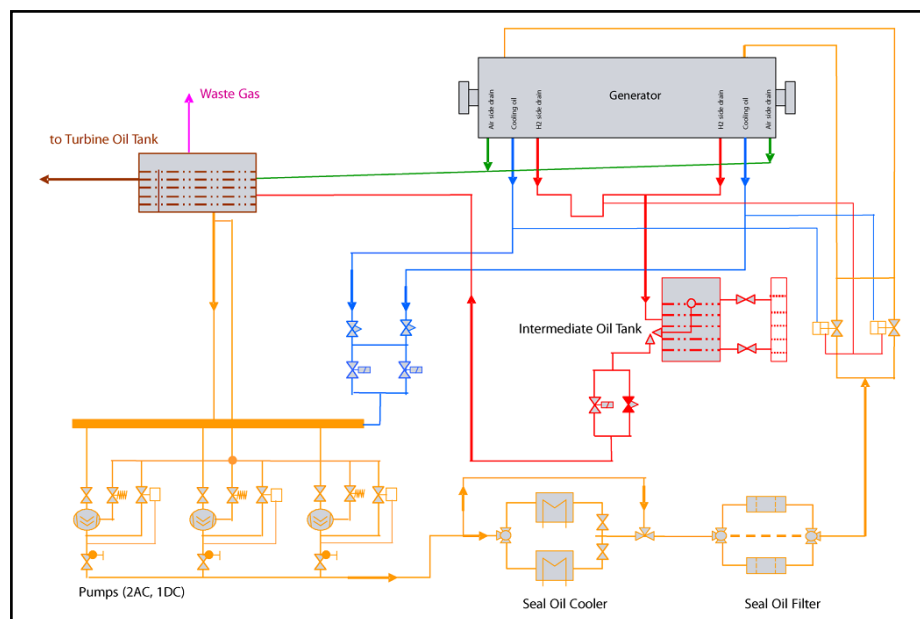 Waste Gas
Generator
Air side drain
Cooling oil
H2 side drain
H2 side drain
Cooling oil
Air side drain
to Turbine Oil Tank
Intermediate Oil Tank
Pumps (2AC, 1DC)
Seal Oil Cooler
Seal Oil Filter